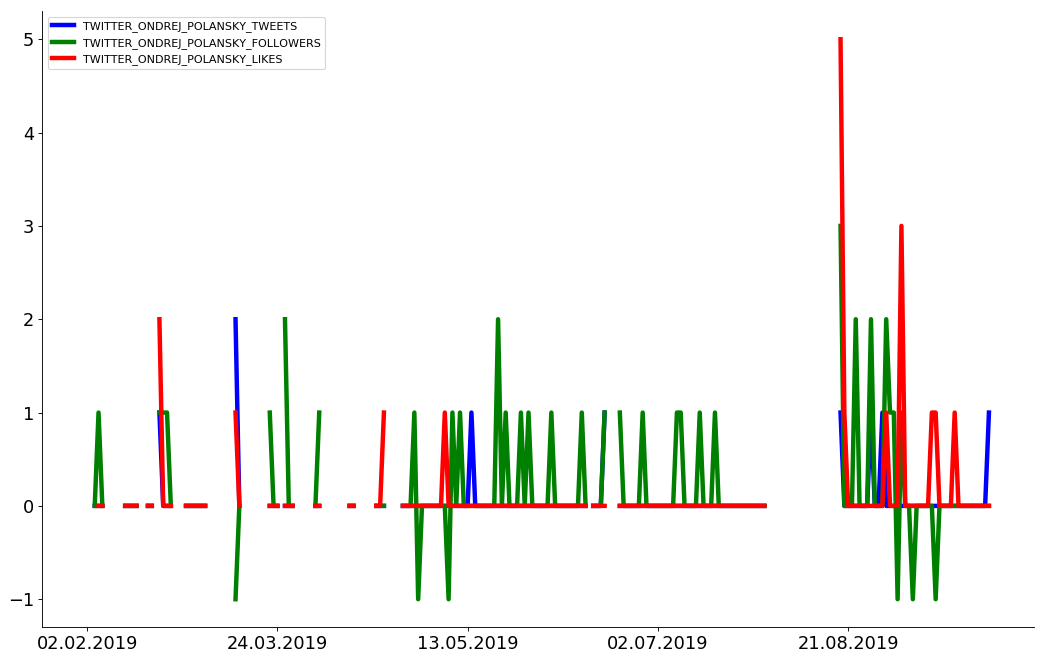 TWITTER_ONDREJ_POLANSKY_TWEETS
TWITTER_ONDREJ_POLANSKY_FOLLOWERS
TWITTER_ONDREJ_POLANSKY_LIKES
5
4
3
2
1
0
−1
02.02.2019 24.03.2019 13.05.2019 02.07.2019 21.08.2019